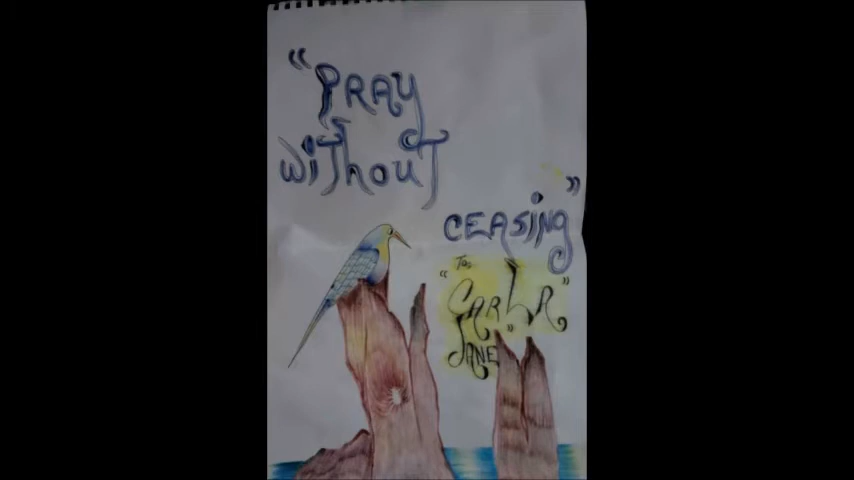 "PRAY
WiThouT
CEASiNG"
To:
"CARLA"
JANE"